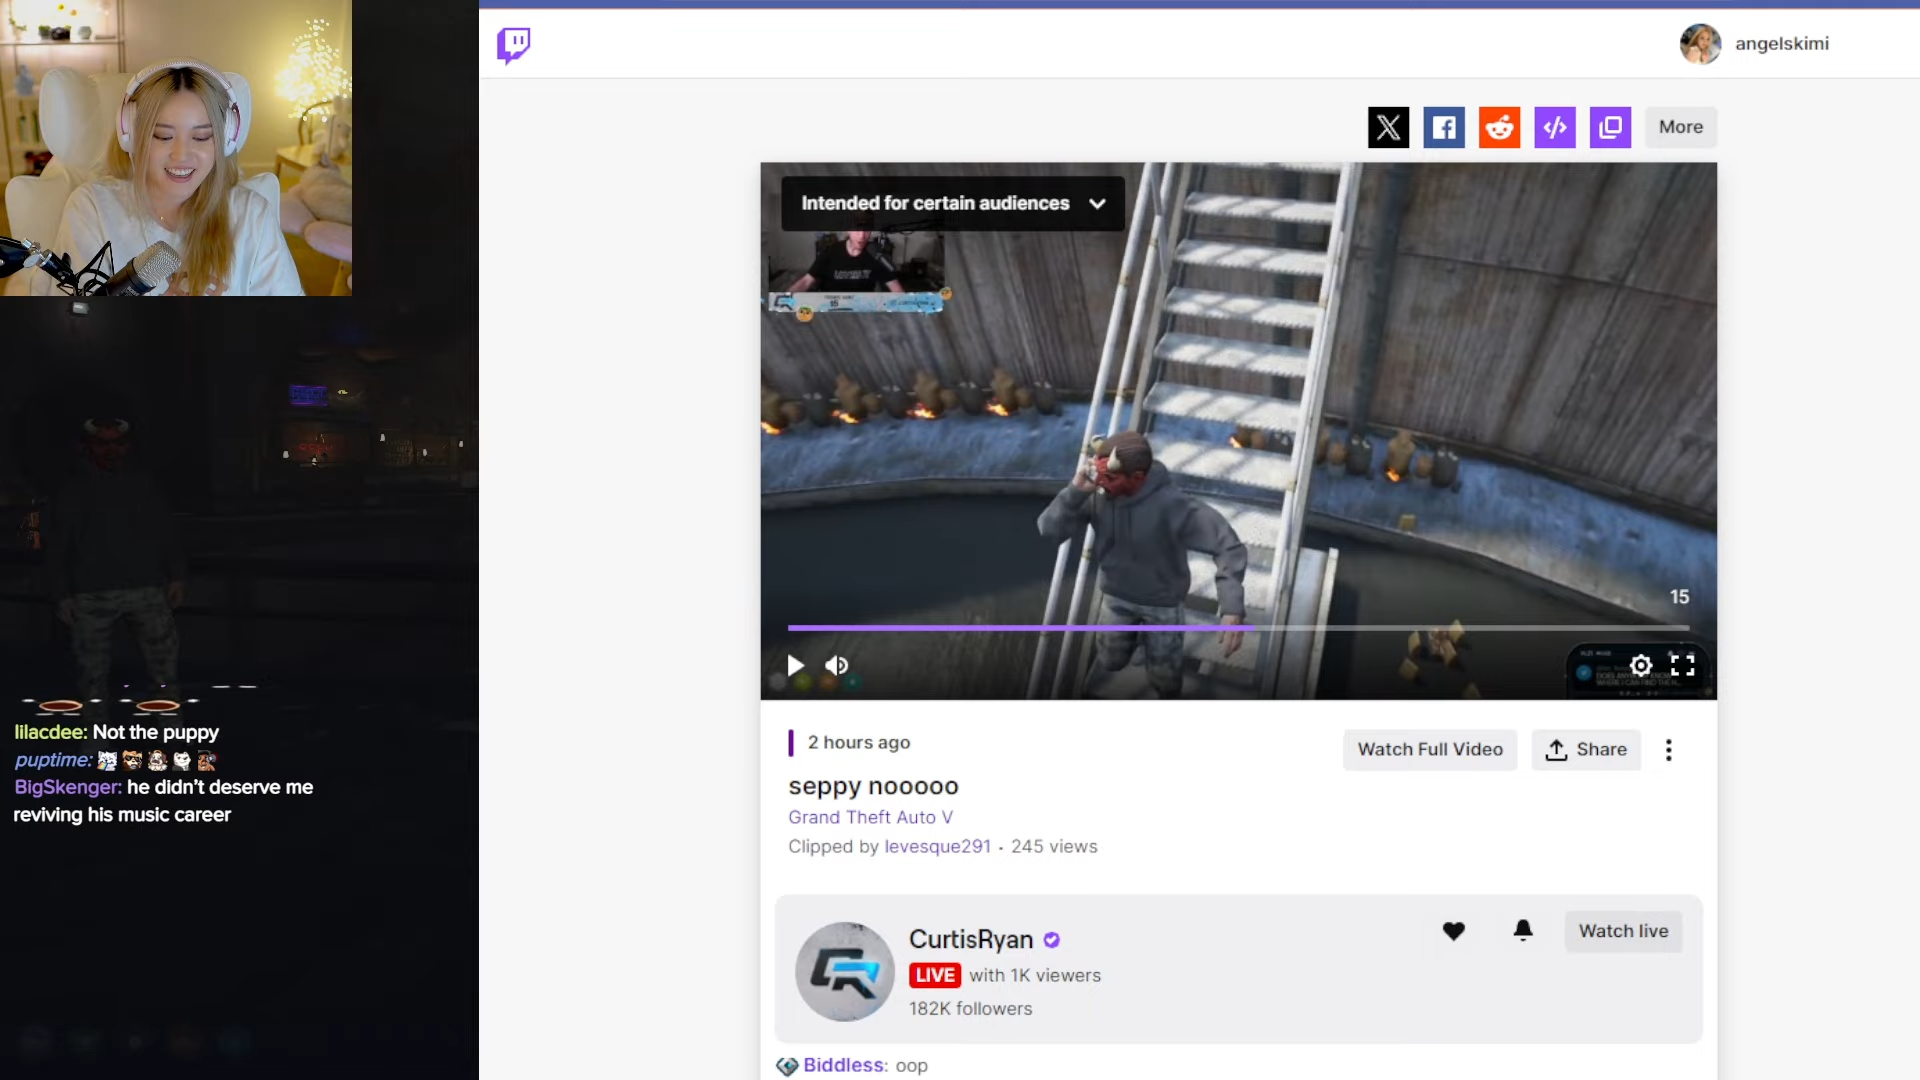 angelskimi
More
Intended for certain audiences
15
lilacdee: Not the puppy
puptime:
BigSkenger: he didn't deserve me
reviving his music career
2 hours ago
Watch Full Video
Share
seppy nooooo
Grand Theft Auto V
Clipped by levesque291 • 245 views
CurtisRyan
LIVE with 1K viewers
182K followers
Watch live
Biddless: oop